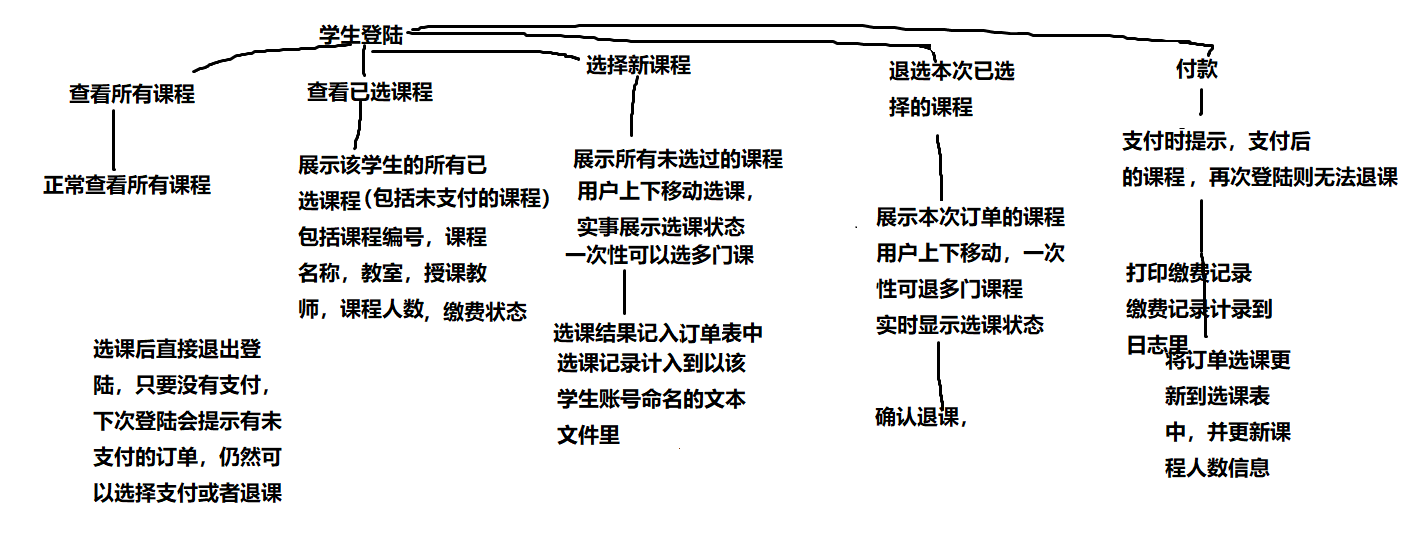 学生登陆
查看所有课程
正常查看所有课程
查看已选课程
展示该学生的所有已
选课程(包括未支付的课程)
包括课程编号，课程
名称，教室，授课教
师，课程人数，缴费状态
选课后直接退出登
陆，只要没有支付，
下次登陆会提示有未
支付的订单，仍然可
以选择支付或者退课
选择新课程
展示所有未选过的课程
用户上下移动选课，
实事展示选课状态
一次性可以选多门课
选课结果记入订单表中
选课记录计入到以该
学生账号命名的文本
文件里
退选本次已选
择的课程
展示本次订单的课程
用户上下移动，一次
性可退多门课程
实时显示选课状态
确认退课，
付款
支付时提示，支付后
的课程，再次登陆则无法退课
打印缴费记录
缴费记录计录到
日志里
将订单选课更
新到选课表
中，并更新课
程人数信息